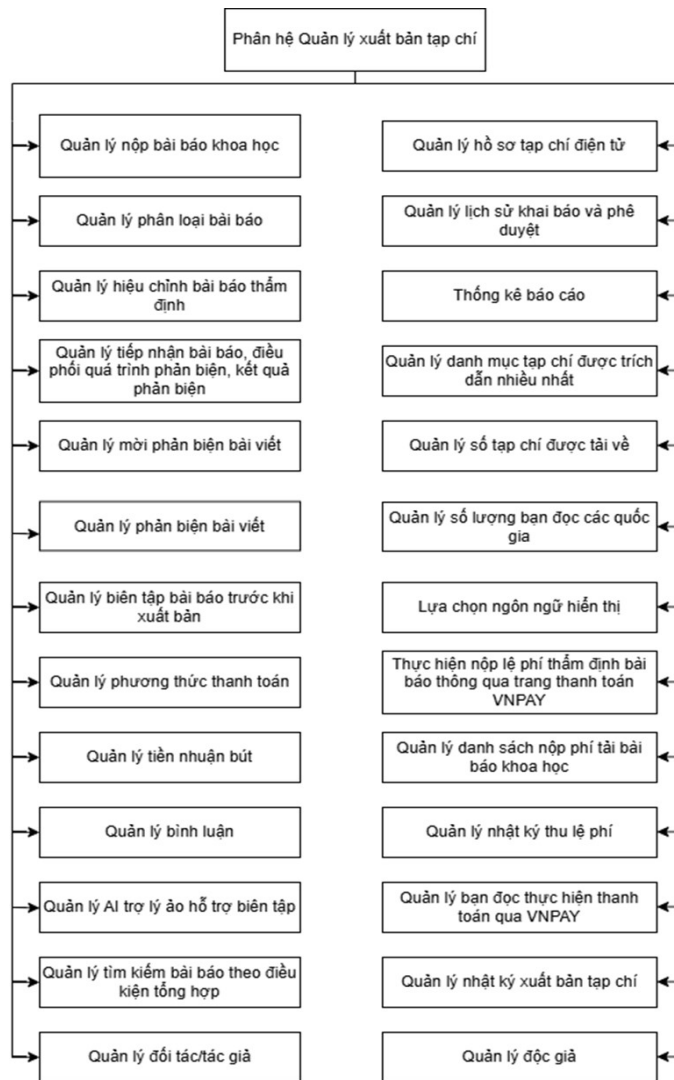 Phân hệ Quản lý xuất bản tạp chí
Quản lý nộp bài báo khoa học
Quản lý phân loại bài báo
Quản lý hiệu chỉnh bài báo thẩm
định
Quản lý tiếp nhận bài báo, điều
phối quá trình phản biện, kết quả
phản biện
Quản lý mời phản biện bài viết
Quản lý phản biện bài viết
Quản lý biên tập bài báo trước khi
xuất bản
Quản lý phương thức thanh toán
Quản lý tiền nhuận bút
Quản lý bình luận
Quản lý AI trợ lý ảo hỗ trợ biên tập
Quản lý tìm kiếm bài báo theo điều
kiện tổng hợp
Quản lý đối tác/tác giả
Quản lý hồ sơ tạp chí điện tử
Quản lý lịch sử khai báo và phê
duyệt
Thống kê báo cáo
Quản lý danh mục tạp chí được trích
dẫn nhiều nhất
Quản lý số tạp chí được tải về
Quản lý số lượng bạn đọc các quốc
gia
Lựa chọn ngôn ngữ hiển thị
Thực hiện nộp lệ phí thẩm định bài
báo thông qua trang thanh toán
VNPAY
Quản lý danh sách nộp phí tải bài
báo khoa học
Quản lý nhật ký thu lệ phí
Quản lý bạn đọc thực hiện thanh
toán qua VNPAY
Quản lý nhật ký xuất bản tạp chí
Quản lý độc giả